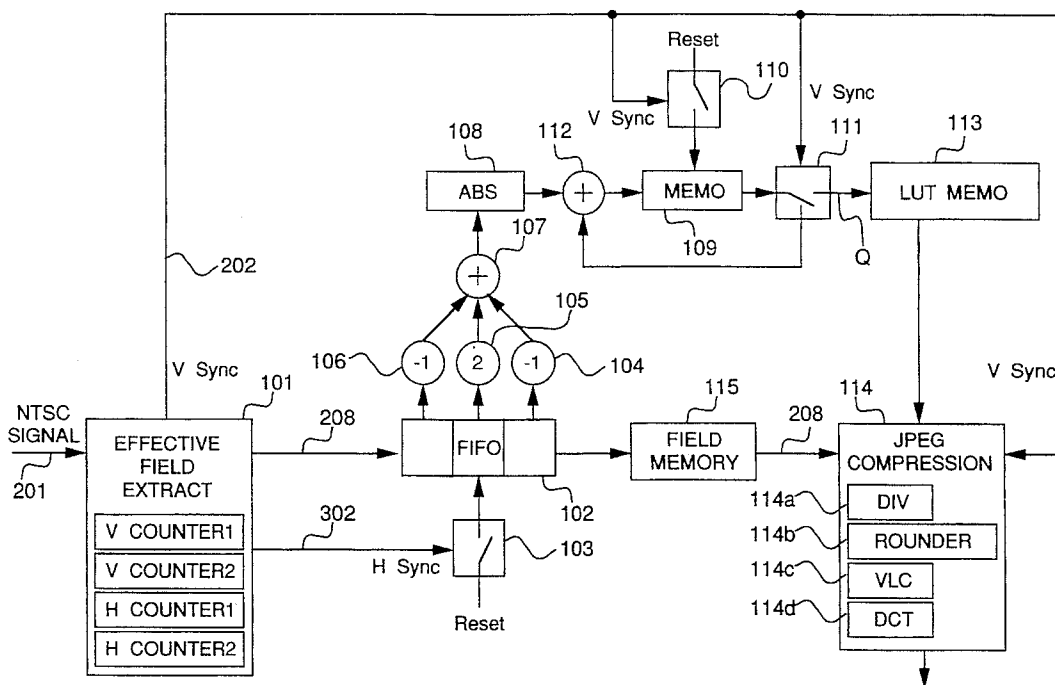 Reset
110
V Sync
V Sync
108
112
111
113
ABS
+
MEMO
LUT MEMO
109
Q
107
+
202
105
106
-1
2
-1
104
V Sync
V Sync
101
115
114
NTSC
SIGNAL
201
EFFECTIVE
FIELD
EXTRACT
208
FIFO
102
FIELD
MEMORY
208
JPEG
COMPRESSION
114a
DIV
114b
ROUNDER
114c
VLC
114d
DCT
V COUNTER1
V COUNTER2
H COUNTER1
H COUNTER2
302
H Sync
103
Reset